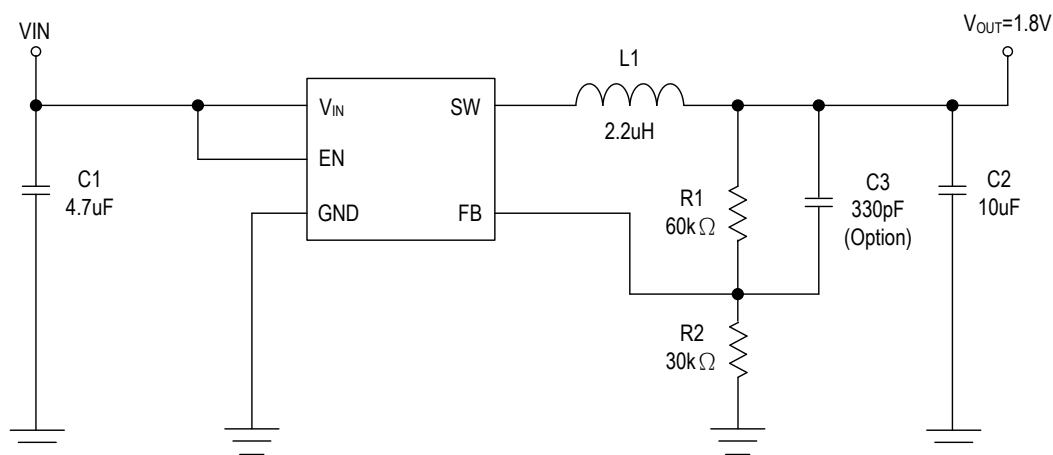 VIN
VOUT=1.8V
L1
2.2uH
VIN
SW
EN
GND
FB
C1
4.7uF
R1
60kΩ
C3
330pF
(Option)
C2
10uF
R2
30kΩ